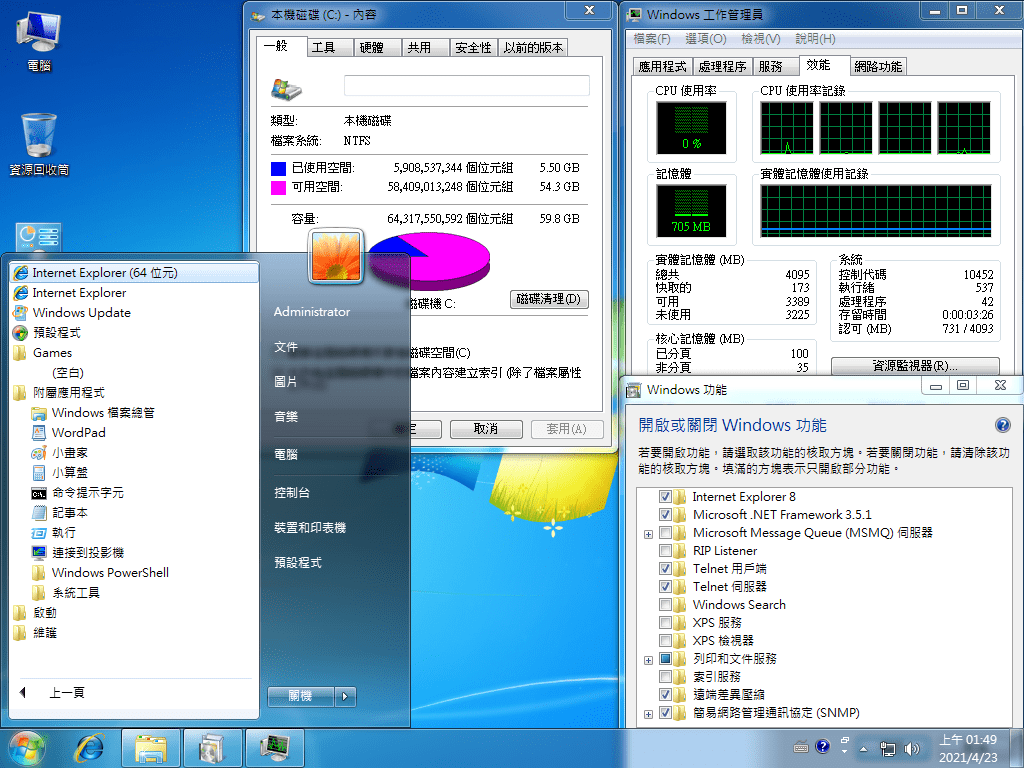 電腦
資源回收筒
本機磁碟 (C:) - 內容
一般
工具
硬體
共用
安全性
以前的版本
類型:
本機磁碟
檔案系統:
NTFS
已使用空間:
5,908,537,344 個位元組
5.50 GB
可用空間:
58,409,013,248 個位元組
54.3 GB
容量:
64,317,550,592 個位元組
59.8 GB
磁碟機 C:
磁碟清理(D)
磁碟空間(C)
檔案內容建立索引 (除了檔案屬性
定
取消
套用(A)
Windows 工作管理員
檔案(F) 選項(O) 檢視(V) 說明(H)
應用程式
處理程序
服務
效能
網路功能
CPU 使用率
CPU 使用率記錄
0 %
記憶體
實體記憶體使用記錄
705 MB
實體記憶體 (MB)
總共 4095
快取的 173
可用 3389
未使用 3225
核心記憶體 (MB)
已分頁 100
非分頁 35
系統
控制代碼 10452
執行緒 537
處理程序 42
存留時間 0:00:03:26
認可 (MB) 731 / 4093
資源監視器(R)...
Windows 功能
開啟或關閉 Windows 功能
若要開啟功能，請選取該功能的核取方塊。若要關閉功能，請清除該功
能的核取方塊。填滿的方塊表示只開啟部分功能。
Internet Explorer 8
Microsoft .NET Framework 3.5.1
Microsoft Message Queue (MSMQ) 伺服器
RIP Listener
Telnet 用戶端
Telnet 伺服器
Windows Search
XPS 服務
XPS 檢視器
列印和文件服務
索引服務
遠端差異壓縮
簡易網路管理通訊協定 (SNMP)
Internet Explorer (64 位元)
Internet Explorer
Windows Update
預設程式
Games
(空白)
附屬應用程式
Windows 檔案總管
WordPad
小畫家
小算盤
命令提示字元
記事本
執行
連接到投影機
Windows PowerShell
系統工具
啟動
維護
上一頁
Administrator
文件
圖片
音樂
電腦
控制台
裝置和印表機
預設程式
關機
上午 01:49
2021/4/23